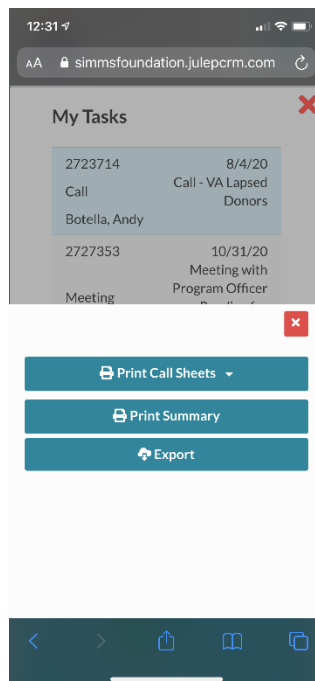 12:31
AA simmsfoundation.julepcrm.com
My Tasks
2723714 8/4/20
Call Call - VA Lapsed
Donors
Botella, Andy
2727353 10/31/20
Meeting with
Meeting Program Officer
Print Call Sheets
Print Summary
Export